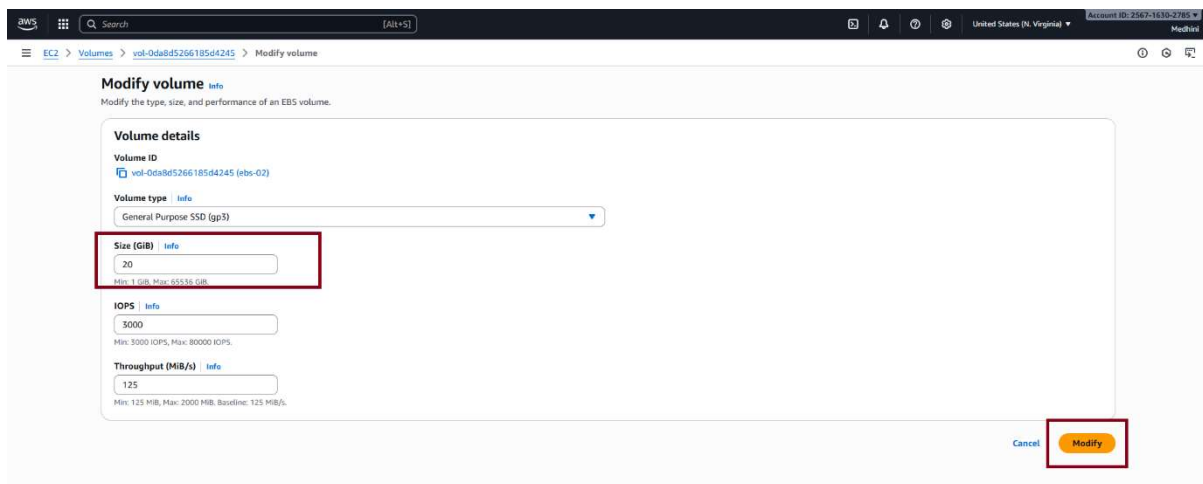 aws
Search [Alt+S]
United States (N. Virginia) ▼
Account ID: 2567-1630-2785 ▼
Medhini
EC2 > Volumes > vol-0da8d5266185d4245 > Modify volume
Modify volume Info
Modify the type, size, and performance of an EBS volume.
Volume details
Volume ID
vol-0da8d5266185d4245 (ebs-02)
Volume type | Info
General Purpose SSD (gp3)
Size (GiB) | Info
20
Min: 1 GiB, Max: 65536 GiB.
IOPS | Info
3000
Min: 3000 IOPS, Max: 80000 IOPS.
Throughput (MiB/s) | Info
125
Min: 125 MiB, Max: 2000 MiB. Baseline: 125 MiB/s.
Cancel Modify